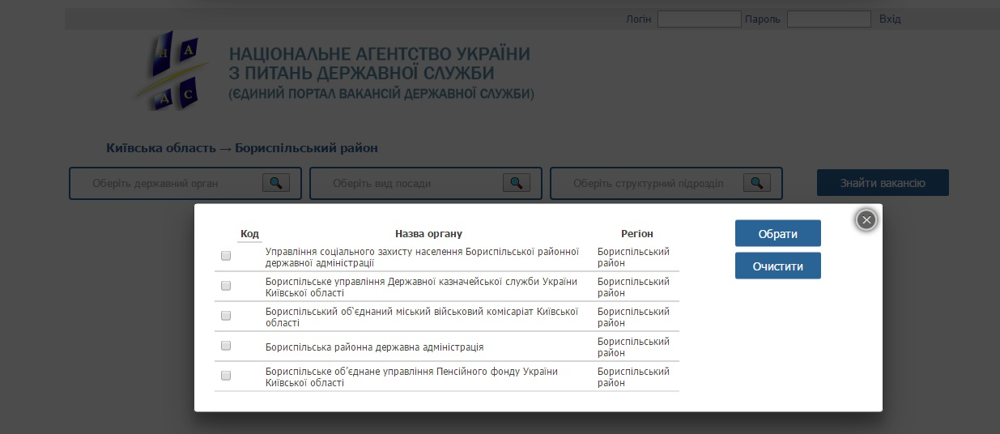 Логін Пароль Вхід
Н А
Д С
НАЦІОНАЛЬНЕ АГЕНТСТВО УКРАЇНИ
З ПИТАНЬ ДЕРЖАВНОЇ СЛУЖБИ
(ЄДИНИЙ ПОРТАЛ ВАКАНСІЙ ДЕРЖАВНОЇ СЛУЖБИ)
Київська область → Бориспільський район
Оберіть державний орган Оберіть вид посади Оберіть структурний підрозділ Знайти вакансію
Код Назва органу Регіон
Управління соціального захисту населення Бориспільської районної Бориспільський
державної адміністрації район
Бориспільське управління Державної казначейської служби України Бориспільський
Київської області район
Бориспільський об`єднаний міський військовий комісаріат Київської Бориспільський
області район
Бориспільська районна державна адміністрація Бориспільський
район
Бориспільське об’єднане управління Пенсійного фонду України Бориспільський
Київської області район
Обрати
Очистити